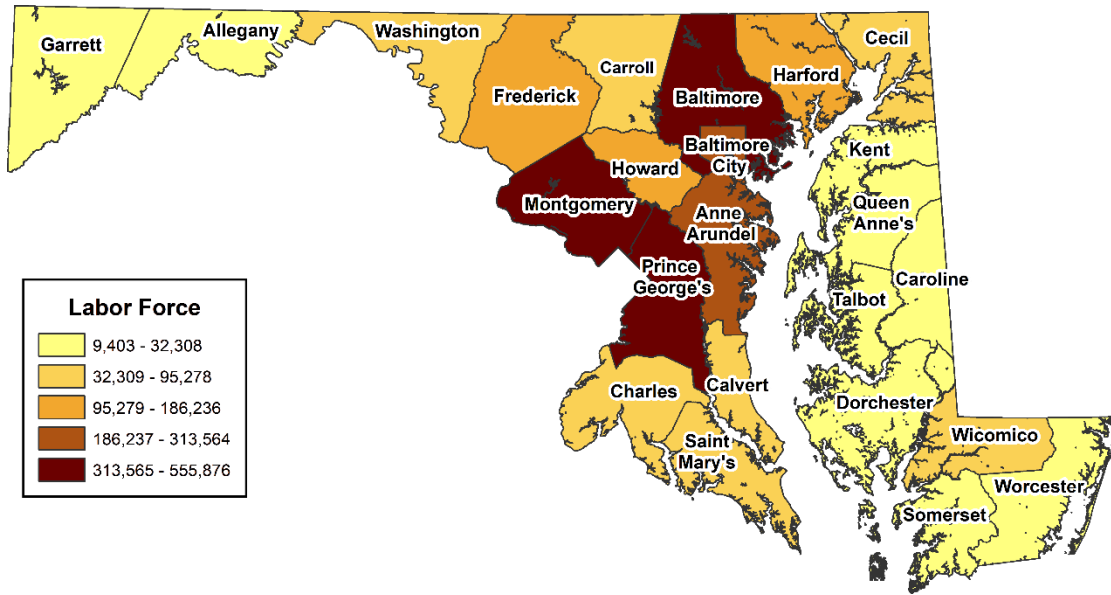 Garrett
Allegany
Washington
Frederick
Carroll
Baltimore
Harford
Cecil
Baltimore
City
Howard
Montgomery
Anne
Arundel
Prince
George's
Kent
Queen
Anne's
Caroline
Talbot
Charles
Calvert
Saint
Mary's
Dorchester
Wicomico
Worcester
Somerset
Labor Force
9,403 - 32,308
32,309 - 95,278
95,279 - 186,236
186,237 - 313,564
313,565 - 555,876